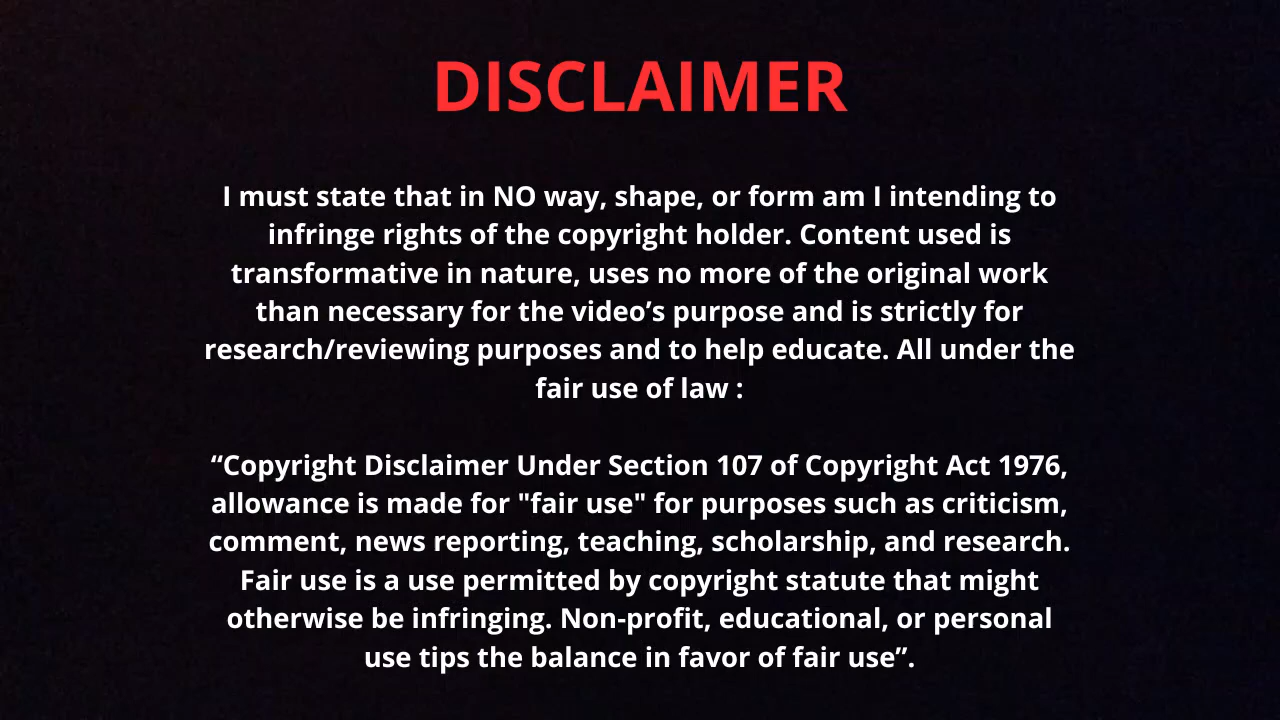 DISCLAIMER
I must state that in NO way, shape, or form am I intending to
infringe rights of the copyright holder. Content used is
transformative in nature, uses no more of the original work
than necessary for the video’s purpose and is strictly for
research/reviewing purposes and to help educate. All under the
fair use of law :
“Copyright Disclaimer Under Section 107 of Copyright Act 1976,
allowance is made for "fair use" for purposes such as criticism,
comment, news reporting, teaching, scholarship, and research.
Fair use is a use permitted by copyright statute that might
otherwise be infringing. Non-profit, educational, or personal
use tips the balance in favor of fair use”.